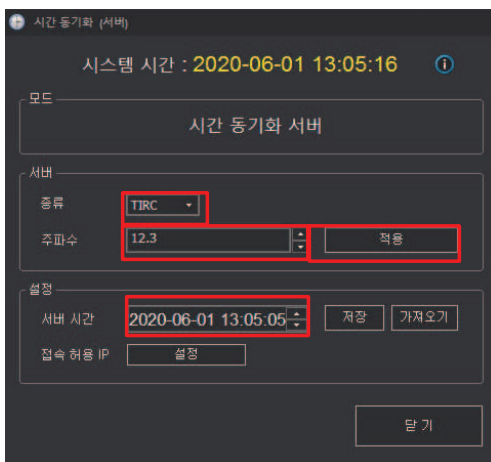 시간 동기화 (서버)
시스템 시간 : 2020-06-01 13:05:16
모드
시간 동기화 서버
서버
종류 TIRC
주파수 12.3 적용
설정
서버 시간 2020-06-01 13:05:05 저장 가져오기
접속 허용 IP 설정
닫기